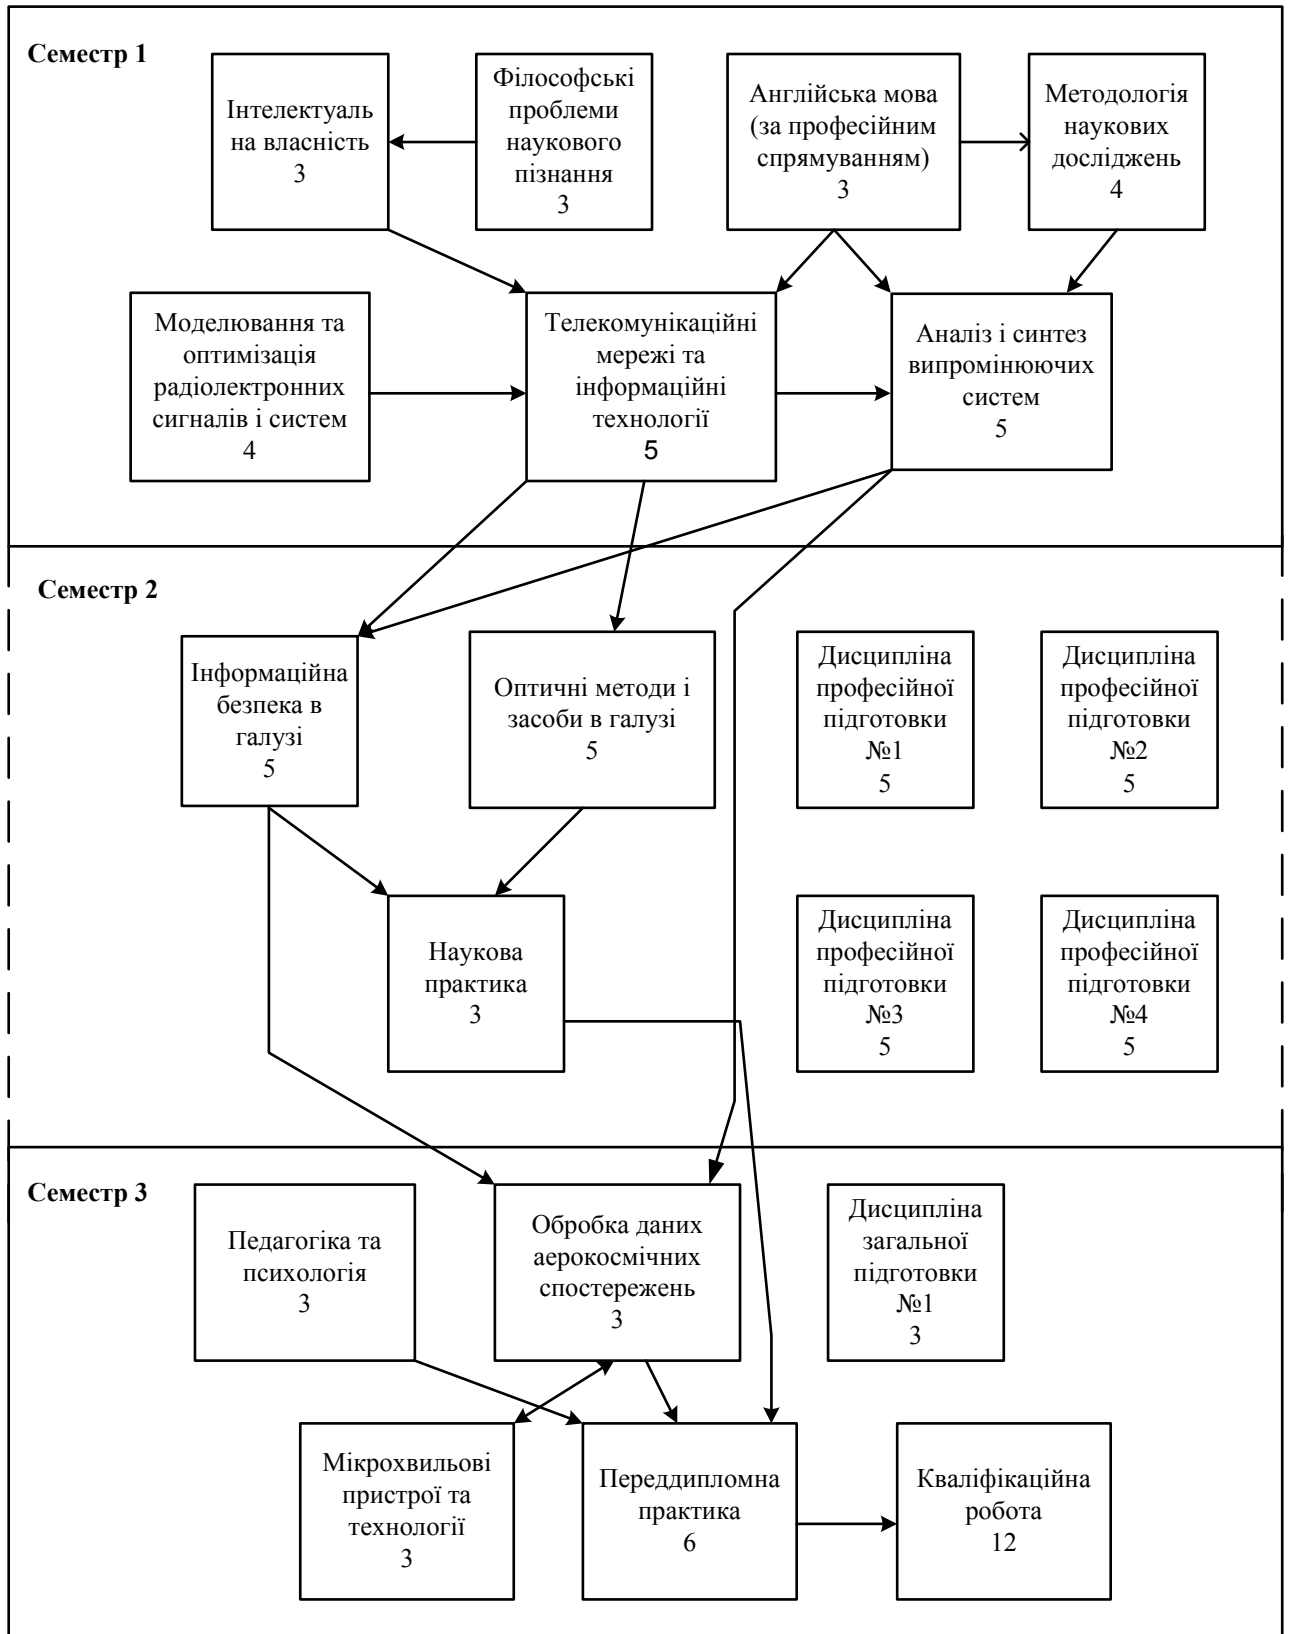 Семестр 1
Інтелектуаль
на власність
3
Філософські
проблеми
наукового
пізнання
3
Англійська мова
(за професійним
спрямуванням)
3
Методологія
наукових
досліджень
4
Моделювання та
оптимізація
радіолектронних
сигналів і систем
4
Телекомунікаційні
мережі та
інформаційні
технології
5
Аналіз і синтез
випромінюючих
систем
5
Семестр 2
Інформаційна
безпека в
галузі
5
Оптичні методи і
засоби в галузі
5
Дисципліна
професійної
підготовки
№1
5
Дисципліна
професійної
підготовки
№2
5
Наукова
практика
3
Дисципліна
професійної
підготовки
№3
5
Дисципліна
професійної
підготовки
№4
5
Семестр 3
Педагогіка та
психологія
3
Обробка даних
аерокосмічних
спостережень
3
Дисципліна
загальної
підготовки
№1
3
Мікрохвильові
пристрої та
технології
3
Переддипломна
практика
6
Кваліфікаційна
робота
12